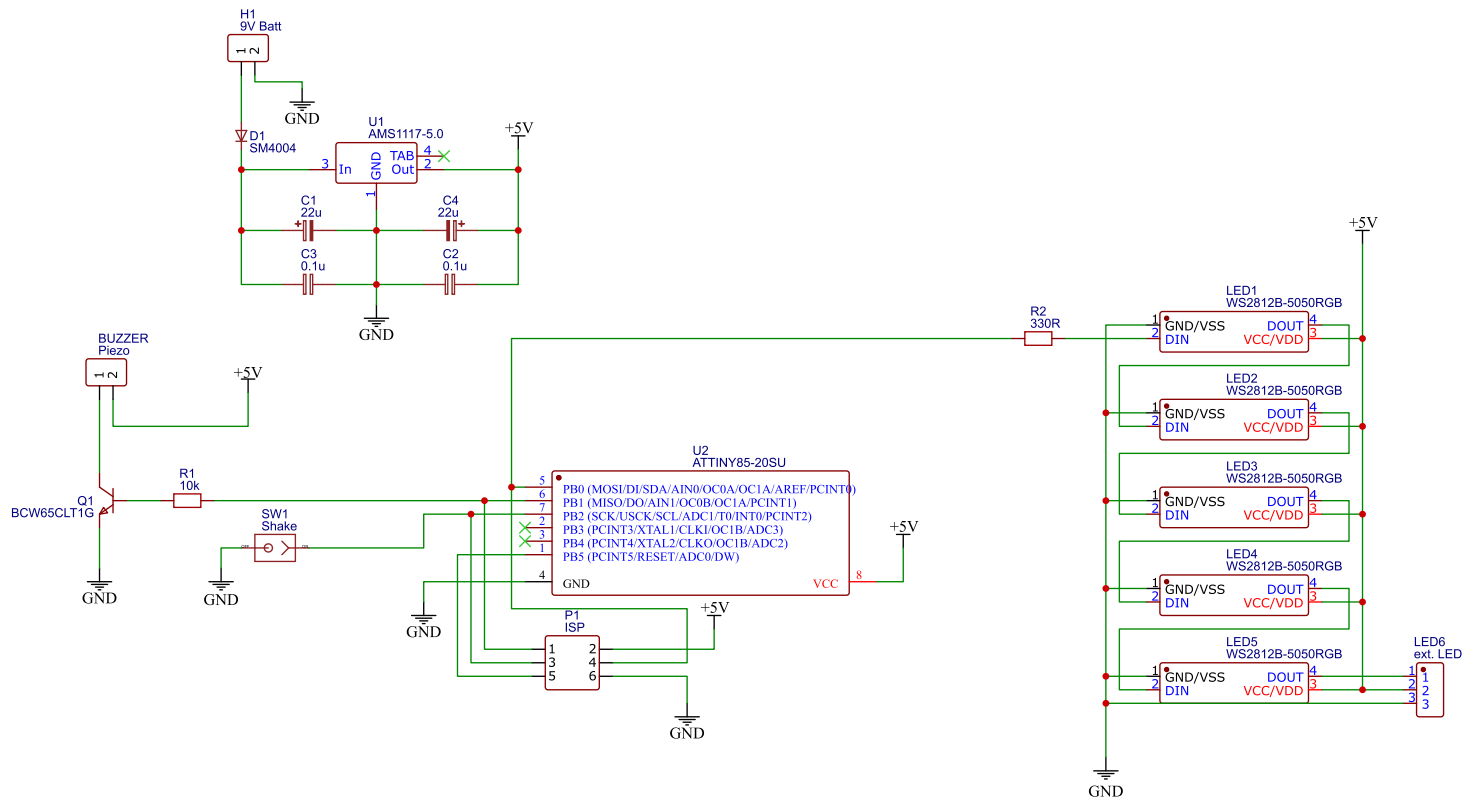 H1
9V Batt
1 2
GND
D1
SM4004
U1
AMS1117-5.0
3 In
GND
1
TAB 4
Out 2
+5V
C1
22u
C4
22u
C3
0.1u
C2
0.1u
GND
BUZZER
Piezo
1 2
+5V
R1
10k
Q1
BCW65CLT1G
GND
SW1
Shake
GND
U2
ATTINY85-20SU
5 PB0 (MOSI/DI/SDA/AIN0/OC0A/OC1A/AREF/PCINT0)
6 PB1 (MISO/DO/AIN1/OC0B/OC1A/PCINT1)
7 PB2 (SCK/USCK/SCL/ADC1/T0/INT0/PCINT2)
2 PB3 (PCINT3/XTAL1/CLKI/OC1B/ADC3)
3 PB4 (PCINT4/XTAL2/CLKO/OC1B/ADC2)
1 PB5 (PCINT5/RESET/ADC0/DW)
4 GND
VCC 8
+5V
GND
P1
ISP
1 2
3 4
5 6
+5V
GND
R2
330R
+5V
LED1
WS2812B-5050RGB
1 GND/VSS DOUT 4
2 DIN VCC/VDD 3
LED2
WS2812B-5050RGB
1 GND/VSS DOUT 4
2 DIN VCC/VDD 3
LED3
WS2812B-5050RGB
1 GND/VSS DOUT 4
2 DIN VCC/VDD 3
LED4
WS2812B-5050RGB
1 GND/VSS DOUT 4
2 DIN VCC/VDD 3
LED5
WS2812B-5050RGB
1 GND/VSS DOUT 4
2 DIN VCC/VDD 3
LED6
ext. LED
1 1
2 2
3 3
GND